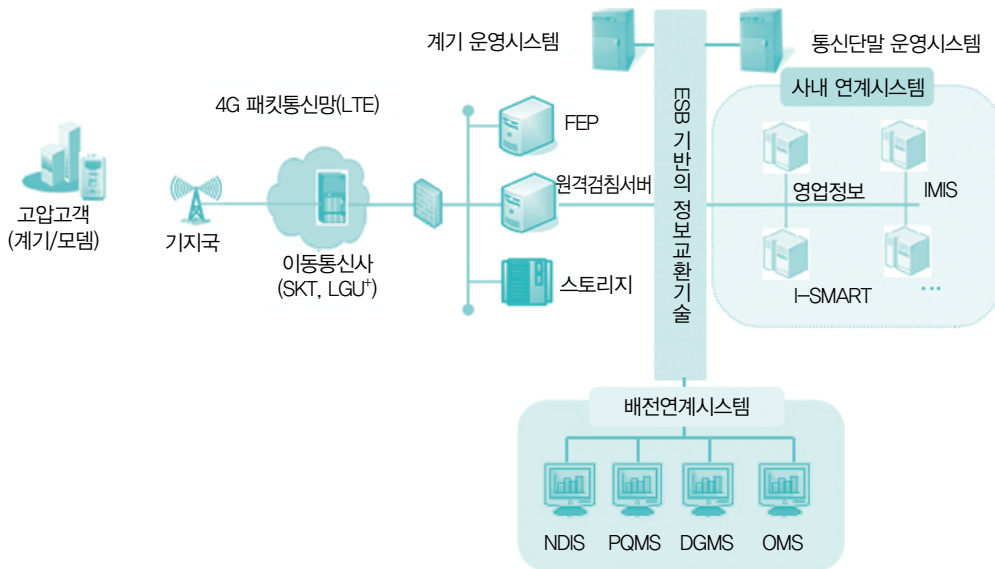 계기 운영시스템
통신단말 운영시스템
사내 연계시스템
4G 패킷통신망(LTE)
FEP
ESB 기반의 정보교환기술
원격검침서버
영업정보
IMIS
고압고객
(계기/모뎀)
기지국
이동통신사
(SKT, LGU+)
스토리지
I-SMART
...
배전연계시스템
NDIS
PQMS
DGMS
OMS